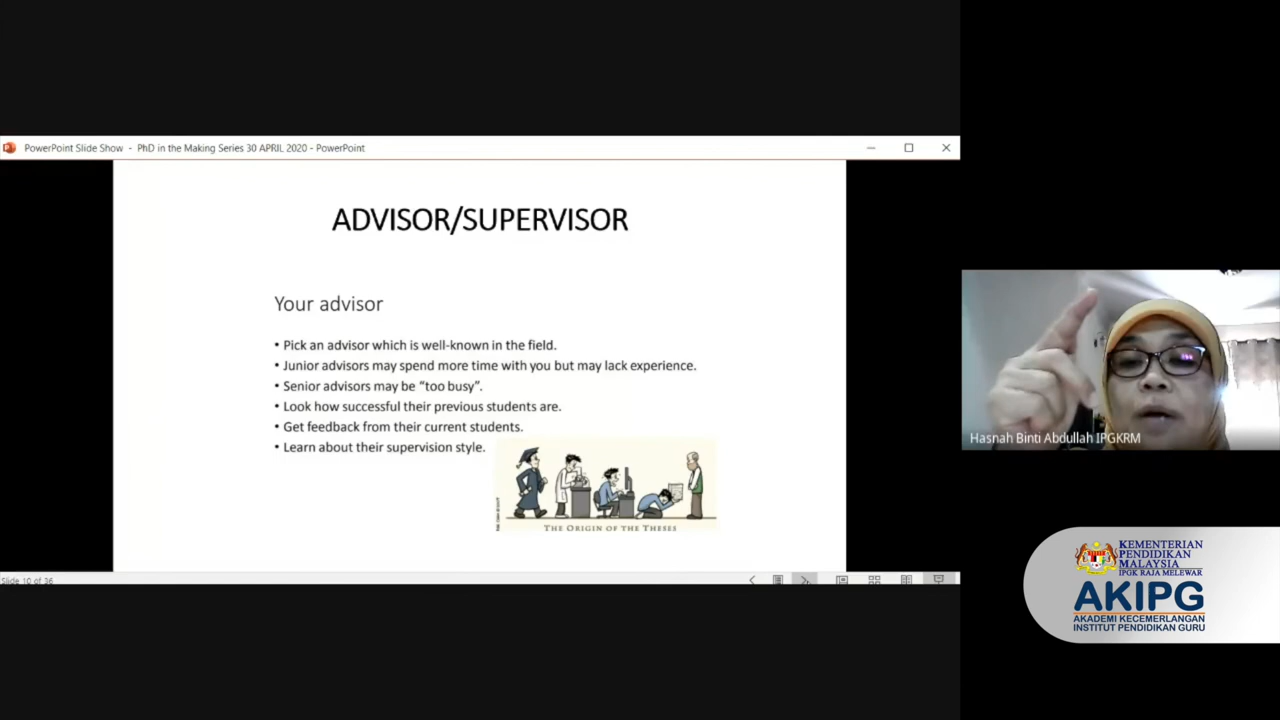 PowerPoint Slide Show - PhD in the Making Series 30 APRIL 2020 - PowerPoint
ADVISOR/SUPERVISOR
Your advisor
• Pick an advisor which is well-known in the field.
• Junior advisors may spend more time with you but may lack experience.
• Senior advisors may be “too busy”.
• Look how successful their previous students are.
• Get feedback from their current students.
• Learn about their supervision style.
THE ORIGIN OF THE THESES
Slide 10 of 36
Hasnah Binti Abdullah IPGKRM
KEMENTERIAN
PENDIDIKAN
MALAYSIA
IPGK RAJA MELEWAR
AKIPG
AKADEMI KECEMERLANGAN
INSTITUT PENDIDIKAN GURU